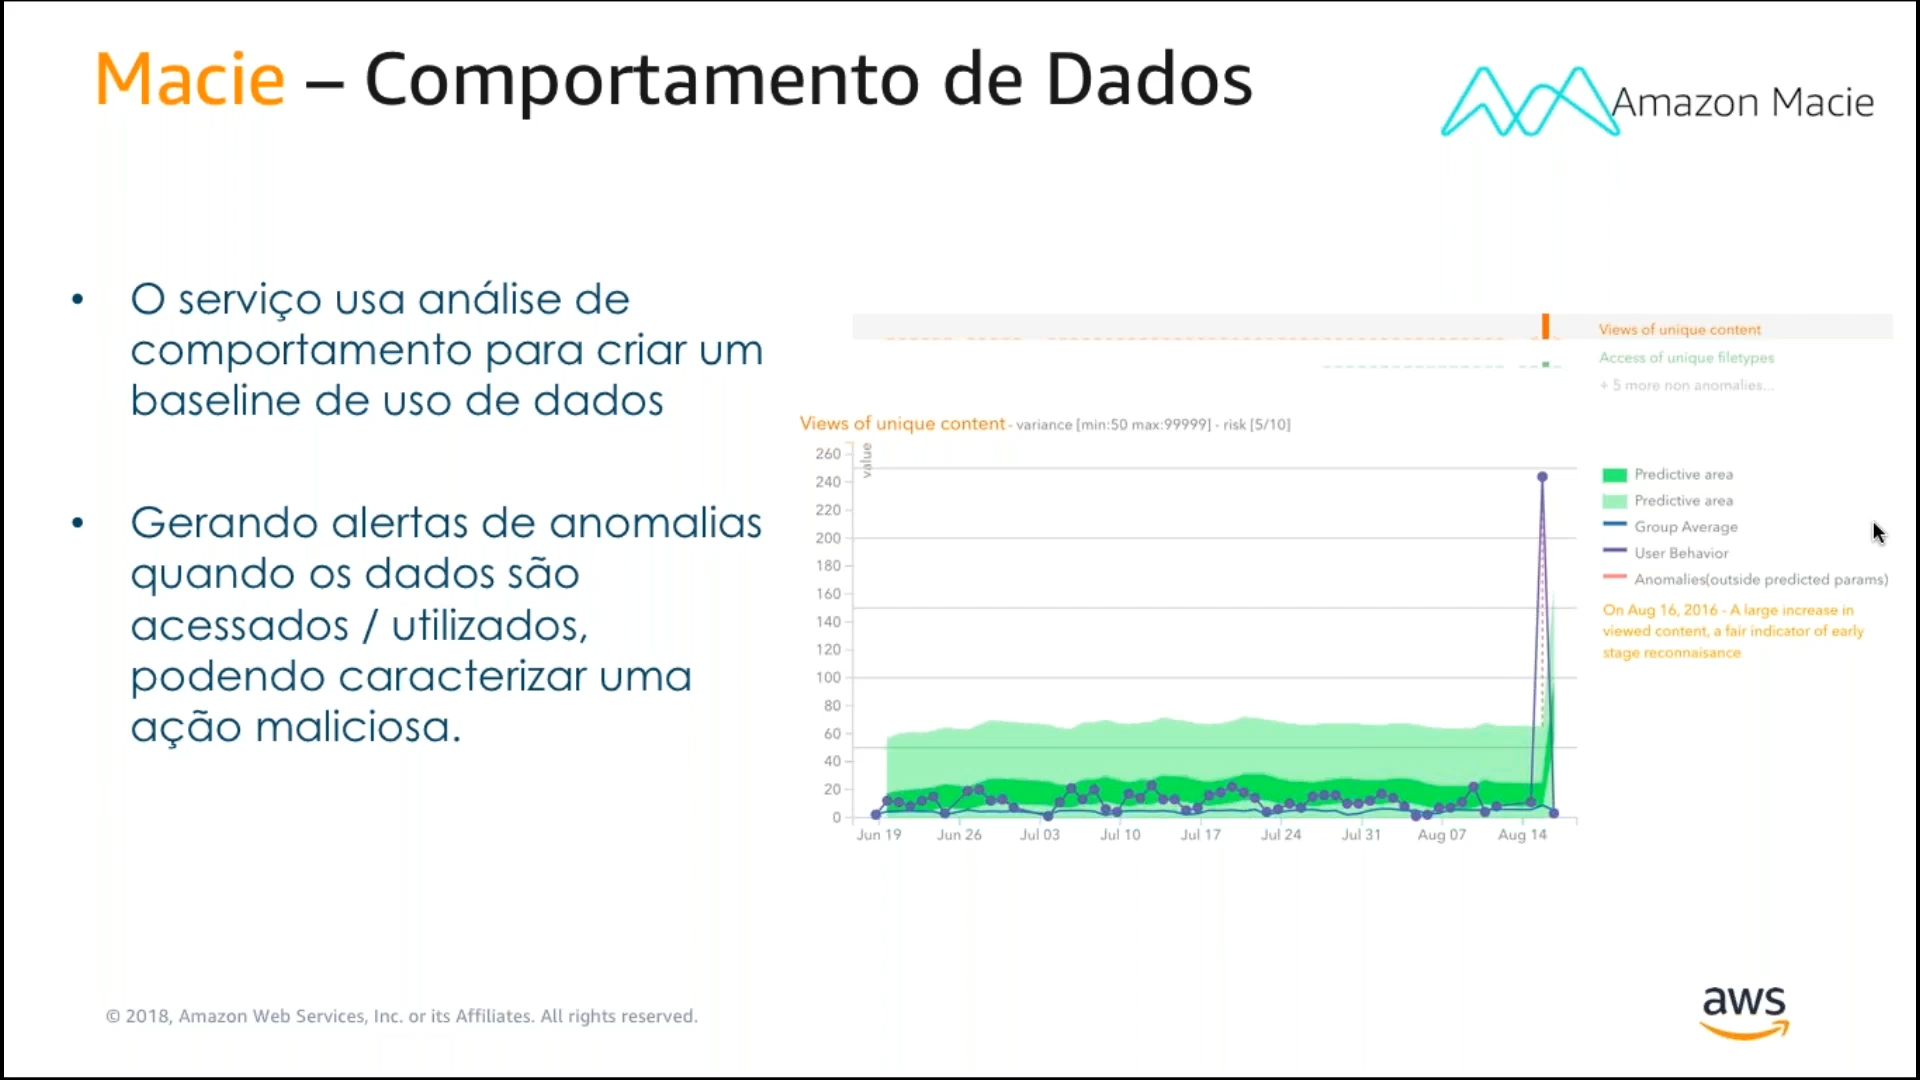 Macie – Comportamento de Dados
Amazon Macie
• O serviço usa análise de
comportamento para criar um
baseline de uso de dados
• Gerando alertas de anomalias
quando os dados são
acessados / utilizados,
podendo caracterizar uma
ação maliciosa.
Views of unique content
Access of unique filetypes
+ 5 more non anomalies...
Views of unique content - variance [min:50 max:99999] - risk [5/10]
value
260
240
220
200
180
160
140
120
100
80
60
40
20
0
Jun 19 Jun 26 Jul 03 Jul 10 Jul 17 Jul 24 Jul 31 Aug 07 Aug 14
Predictive area
Predictive area
Group Average
User Behavior
Anomalies(outside predicted params)
On Aug 16, 2016 - A large increase in
viewed content, a fair indicator of early
stage reconnaisance
© 2018, Amazon Web Services, Inc. or its Affiliates. All rights reserved.
aws